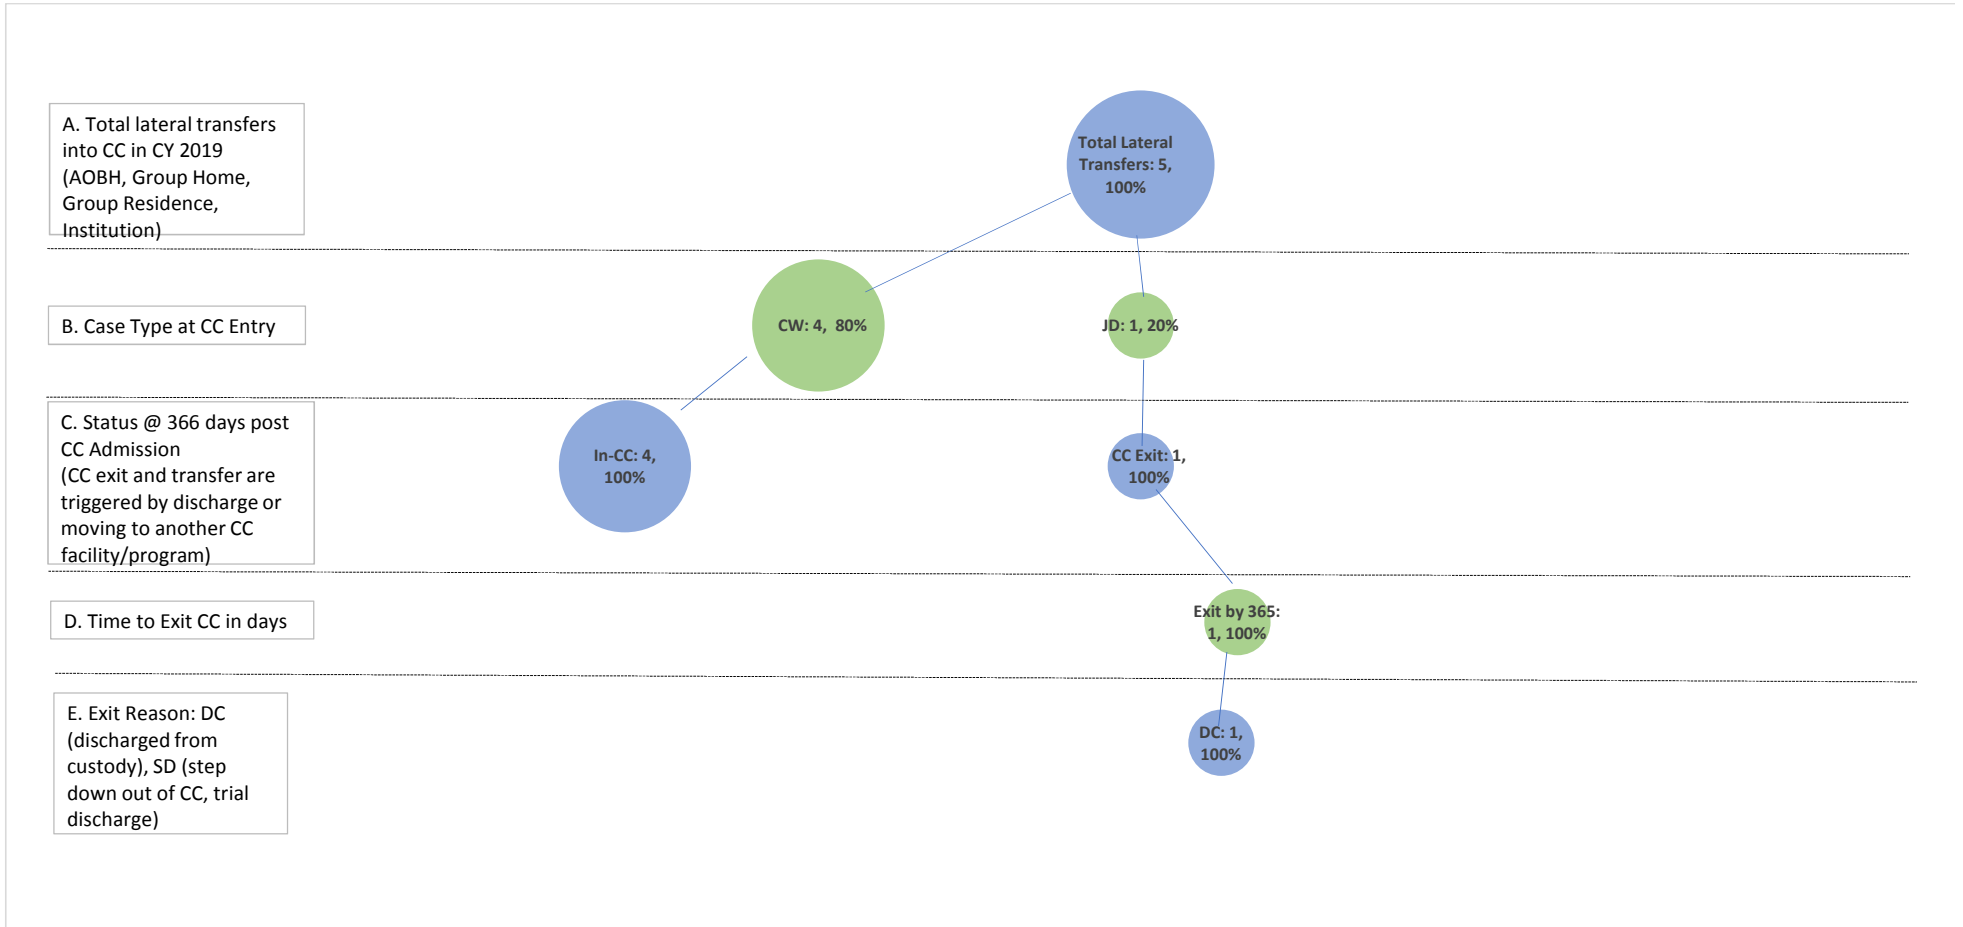 A. Total lateral transfers
into CC in CY 2019
(AOBH, Group Home,
Group Residence,
Institution)
Total Lateral
Transfers: 5,
100%
B. Case Type at CC Entry
CW: 4,  80%
JD: 1, 20%
C. Status @ 366 days post
CC Admission
(CC exit and transfer are
triggered by discharge or
moving to another CC
facility/program)
In-CC: 4,
100%
CC Exit: 1,
100%
D. Time to Exit CC in days
Exit by 365:
1, 100%
E. Exit Reason: DC
(discharged from
custody), SD (step
down out of CC, trial
discharge)
DC: 1,
100%